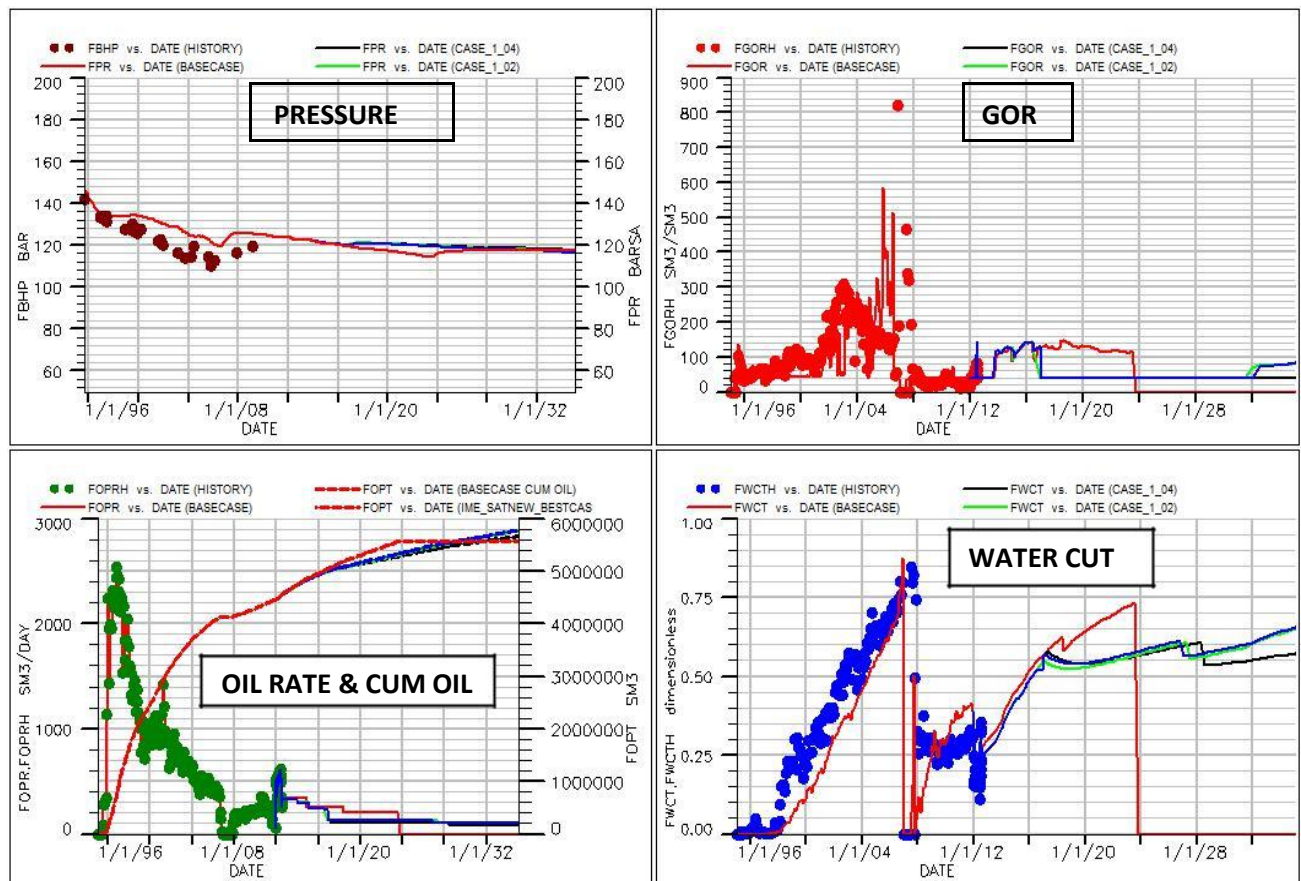 FBHP vs. DATE (HISTORY) FPR vs. DATE (CASE_1_04)
FPR vs. DATE (BASECASE) FPR vs. DATE (CASE_1_02)
200 200
PRESSURE
180 180
160 160
140 140
120 120
100 100
80 80
60 60
FBHP BAR
FPR BARSA
1/1/96 1/1/08 1/1/20 1/1/32
DATE
FGORH vs. DATE (HISTORY) FGOR vs. DATE (CASE_1_04)
FGOR vs. DATE (BASECASE) FGOR vs. DATE (CASE_1_02)
900
GOR
800
700
600
500
400
300
200
100
0
FGORH SM3/SM3
1/1/96 1/1/04 1/1/12 1/1/20 1/1/28
DATE
FOPRH vs. DATE (HISTORY) FOPT vs. DATE (BASECASE CUM OIL)
FOPR vs. DATE (BASECASE) FOPT vs. DATE (IME_SATNEW_BESTCAS
3000 6000000
5000000
2000 4000000
OIL RATE & CUM OIL
3000000
1000 2000000
1000000
0 0
FOPR,FOPRH SM3/DAY
FOPT SM3
1/1/96 1/1/08 1/1/20 1/1/32
DATE
FWCTH vs. DATE (HISTORY) FWCT vs. DATE (CASE_1_04)
FWCT vs. DATE (BASECASE) FWCT vs. DATE (CASE_1_02)
1.00
WATER CUT
0.75
0.50
0.25
0.00
FWCT,FWCTH dimensionless
1/1/96 1/1/04 1/1/12 1/1/20 1/1/28
DATE